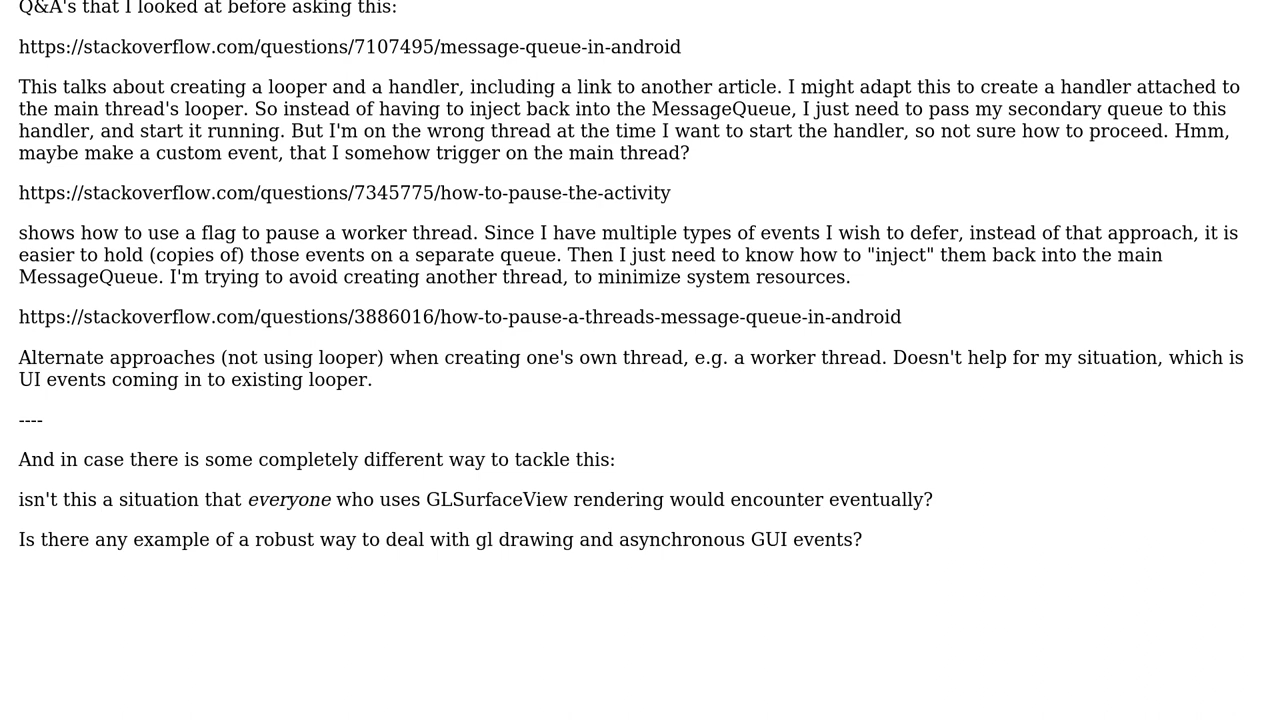 Q&A's that I looked at before asking this:
https://stackoverflow.com/questions/7107495/message-queue-in-android
This talks about creating a looper and a handler, including a link to another article. I might adapt this to create a handler attached to
the main thread's looper. So instead of having to inject back into the MessageQueue, I just need to pass my secondary queue to this
handler, and start it running. But I'm on the wrong thread at the time I want to start the handler, so not sure how to proceed. Hmm,
maybe make a custom event, that I somehow trigger on the main thread?
https://stackoverflow.com/questions/7345775/how-to-pause-the-activity
shows how to use a flag to pause a worker thread. Since I have multiple types of events I wish to defer, instead of that approach, it is
easier to hold (copies of) those events on a separate queue. Then I just need to know how to "inject" them back into the main
MessageQueue. I'm trying to avoid creating another thread, to minimize system resources.
https://stackoverflow.com/questions/3886016/how-to-pause-a-threads-message-queue-in-android
Alternate approaches (not using looper) when creating one's own thread, e.g. a worker thread. Doesn't help for my situation, which is
UI events coming in to existing looper.
----
And in case there is some completely different way to tackle this:
isn't this a situation that everyone who uses GLSurfaceView rendering would encounter eventually?
Is there any example of a robust way to deal with gl drawing and asynchronous GUI events?